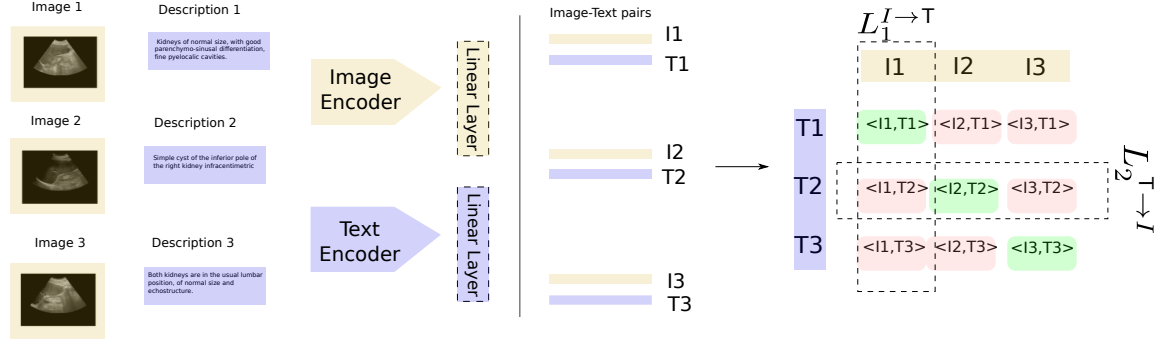 Image 1
Description 1
Kidneys of normal size, with good
parenchymo-sinusal differentiation,
fine pyelocalic cavities.
Image 2
Description 2
Simple cyst of the inferior pole of
the right kidney infracentimetric
Image 3
Description 3
Both kidneys are in the usual lumbar
position, of normal size and
echostructure.
Image
Encoder
Linear Layer
Text
Encoder
Linear Layer
Image-Text pairs
I1
T1
I2
T2
I3
T3
L₁^{I→T}
I1 I2 I3
T1 <I1,T1> <I2,T1> <I3,T1>
T2 <I1,T2> <I2,T2> <I3,T2>
T3 <I1,T3> <I2,T3> <I3,T3>
L₂^{T→I}